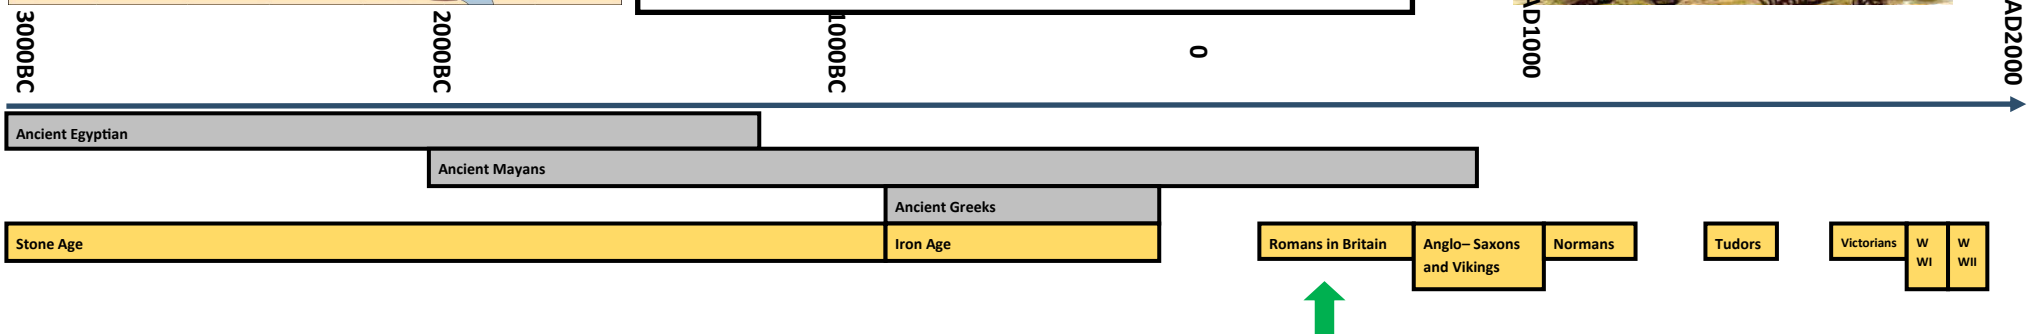 3000BC
2000BC
1000BC
0
AD1000
AD2000
Ancient Egyptian
Ancient Mayans
Ancient Greeks
Stone Age
Iron Age
Romans in Britain
Anglo– Saxons
and Vikings
Normans
Tudors
Victorians
W
WI
W
WII